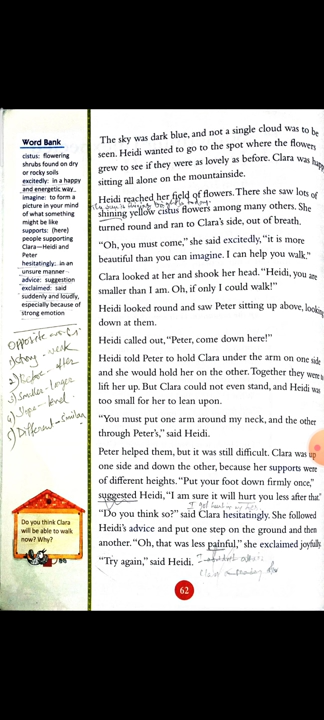 The sky was dark blue, and not a single cloud was to be
seen. Heidi wanted to go to the spot where the flowers
grew to see if they were as lovely as before. Clara was happy
sitting all alone on the mountainside.
Heidi reached her field of flowers. There she saw lots of
shining yellow cistus flowers among many others. She
turned round and ran to Clara's side, out of breath.
"Oh, you must come," she said excitedly, "it is more
beautiful than you can imagine. I can help you walk."
Clara looked at her and shook her head. "Heidi, you are
smaller than I am. Oh, if only I could walk!"
Heidi looked round and saw Peter sitting up above, looking
down at them.
Heidi called out, "Peter, come down here!"
Heidi told Peter to hold Clara under the arm on one side
and she would hold her on the other. Together they were to
lift her up. But Clara could not even stand, and Heidi was
too small for her to lean upon.
"You must put one arm around my neck, and the other
through Peter's," said Heidi.
Peter helped them, but it was still difficult. Clara was up
one side and down the other, because her supports were
of different heights. "Put your foot down firmly once,"
suggested Heidi, "I am sure it will hurt you less after that"
"Do you think so?" said Clara hesitatingly. She followed
Heidi's advice and put one step on the ground and then
another. "Oh, that was less painful," she exclaimed joyfully
"Try again," said Heidi.
62
Word Bank
cistus: flowering
shrubs found on dry
or rocky soils
excitedly: in a happy
and energetic way
imagine: to form a
picture in your mind
of what something
might be like
supports: (here)
people supporting
Clara—Heidi and
Peter
hesitatingly: in an
unsure manner
advice: suggestion
exclaimed: said
suddenly and loudly,
especially because of
strong emotion
Opposite
1) strong - weak
2) Before - after
3) Smaller - larger
4) Slope - level
5) Different - Similar
Do you think Clara
will be able to walk
now? Why?